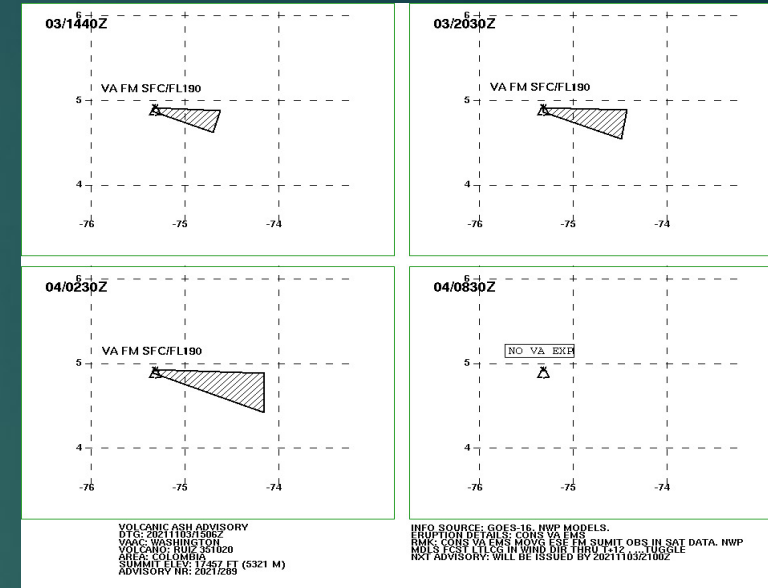 03/1440Z
6
VA FM SFC/FL190
5
4
-76 -75 -74
03/2030Z
6
VA FM SFC/FL190
5
4
-76 -75 -74
04/0230Z
6
VA FM SFC/FL190
5
4
-76 -75 -74
04/0830Z
6
NO VA EXP
5
4
-76 -75 -74
VOLCANIC ASH ADVISORY
DTG: 20211103/1506Z
VAAC: WASHINGTON
VOLCANO: RUIZ 351020
AREA: COLOMBIA
SUMMIT ELEV: 17457 FT (5321 M)
ADVISORY NR: 2021/289
INFO SOURCE: GOES-16. NWP MODELS.
ERUPTION DETAILS: CONS VA EMS
RMK: CONS VA EMS MOVG ESE FM SUMIT OBS IN SAT DATA. NWP
MDLS FCST LTLCG IN WIND DIR THRU T+12 ...TUGGLE
NXT ADVISORY: WILL BE ISSUED BY 20211103/2100Z